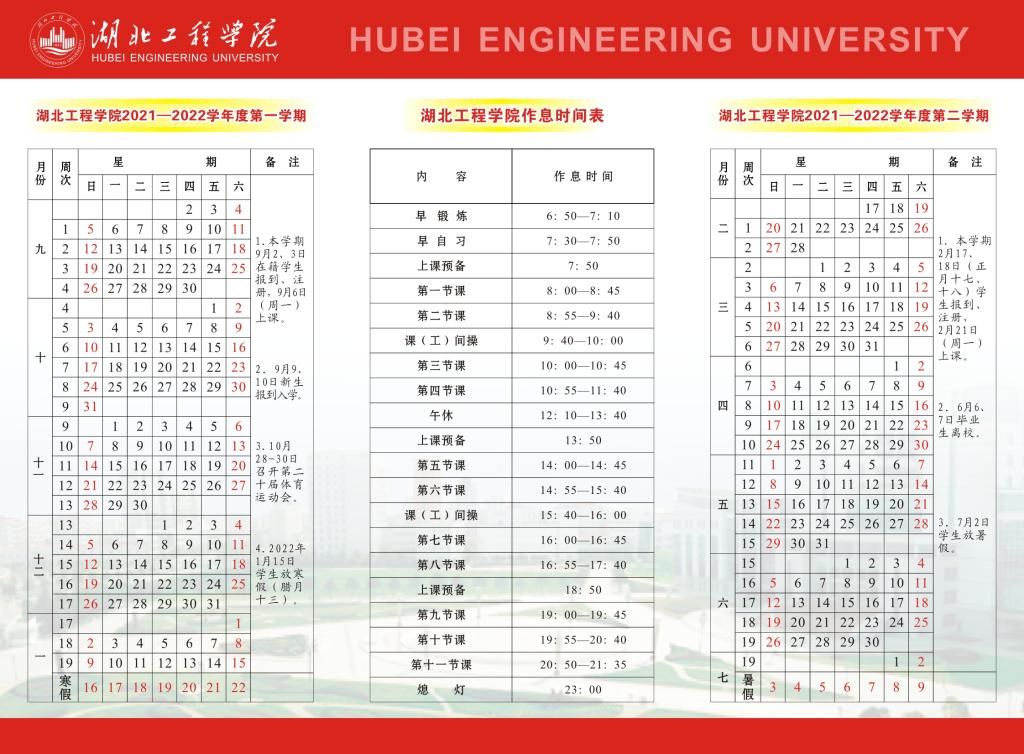 湖北工程学院
HUBEI ENGINEERING UNIVERSITY
HUBEI ENGINEERING UNIVERSITY
湖北工程学院2021—2022学年度第一学期
月份 周次 星 期 备 注
日 一 二 三 四 五 六
九
2 3 4
1 5 6 7 8 9 10 11
2 12 13 14 15 16 17 18
3 19 20 21 22 23 24 25
4 26 27 28 29 30
十
4 1 2
5 3 4 5 6 7 8 9
6 10 11 12 13 14 15 16
7 17 18 19 20 21 22 23
8 24 25 26 27 28 29 30
9 31
十一
9 1 2 3 4 5 6
10 7 8 9 10 11 12 13
11 14 15 16 17 18 19 20
12 21 22 23 24 25 26 27
13 28 29 30
十二
13 1 2 3 4
14 5 6 7 8 9 10 11
15 12 13 14 15 16 17 18
16 19 20 21 22 23 24 25
17 26 27 28 29 30 31
一
17 1
18 2 3 4 5 6 7 8
19 9 10 11 12 13 14 15
寒假 16 17 18 19 20 21 22
1.本学期
9月2、3日
在籍学生
报到、注
册,9月6日
（周一）
上课。
2. 9月9、
10日新生
报到入学。
3.10月
28-30日
召开第二
十届体育
运动会。
4.2022年
1月15日
学生放寒
假（腊月
十三）。
湖北工程学院作息时间表
内 容 作息时间
早 锻 炼 6: 50—7: 10
早 自 习 7: 30—7: 50
上课预备 7: 50
第一节课 8: 00—8: 45
第二节课 8: 55—9: 40
课（工）间操 9: 40—10: 00
第三节课 10: 00—10: 45
第四节课 10: 55—11: 40
午休 12: 10—13: 40
上课预备 13: 50
第五节课 14: 00—14: 45
第六节课 14: 55—15: 40
课（工）间操 15: 40—16: 00
第七节课 16: 00—16: 45
第八节课 16: 55—17: 40
上课预备 18: 50
第九节课 19: 00—19: 45
第十节课 19: 55—20: 40
第十一节课 20: 50—21: 35
熄 灯 23: 00
湖北工程学院2021—2022学年度第二学期
月份 周次 星 期 备 注
日 一 二 三 四 五 六
二
17 18 19
1 20 21 22 23 24 25 26
2 27 28
三
2 1 2 3 4 5
3 6 7 8 9 10 11 12
4 13 14 15 16 17 18 19
5 20 21 22 23 24 25 26
6 27 28 29 30 31
四
6 1 2
7 3 4 5 6 7 8 9
8 10 11 12 13 14 15 16
9 17 18 19 20 21 22 23
10 24 25 26 27 28 29 30
五
11 1 2 3 4 5 6 7
12 8 9 10 11 12 13 14
13 15 16 17 18 19 20 21
14 22 23 24 25 26 27 28
15 29 30 31
六
15 1 2 3 4
16 5 6 7 8 9 10 11
17 12 13 14 15 16 17 18
18 19 20 21 22 23 24 25
19 26 27 28 29 30
七
19 1 2
暑假 3 4 5 6 7 8 9
1. 本学期
2月17、
18日（正
月十七、
十八）学
生报到、
注册,
2月21日
（周一）
上课。
2. 6月6、
7日毕业
生离校。
3. 7月2日
学生放暑
假。